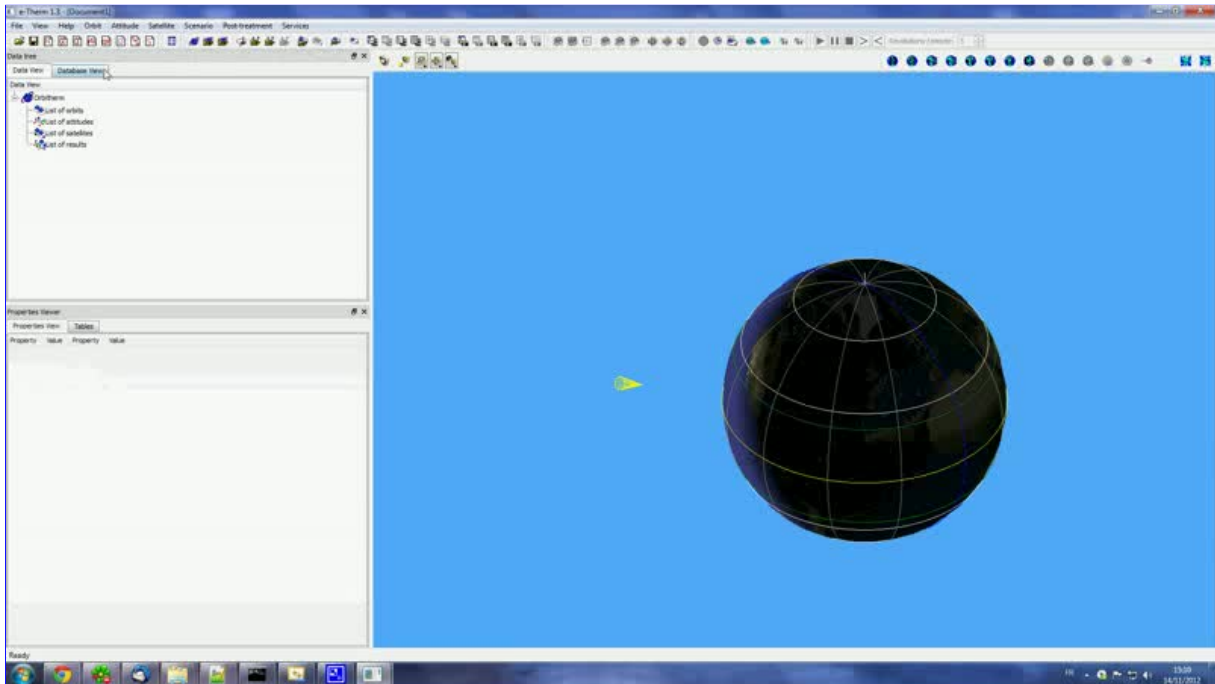 e-Therm 1.3 - [Document1]
File View Help Orbit Attitude Satellite Scenario Post-treatment Services
Data tree
Data View Database View
Data View
Orbitherm
List of orbits
List of attitudes
List of satellites
List of results
Properties Viewer
Properties View Tables
Property Value Property Value
Ready
FR
15:10
14/11/2012